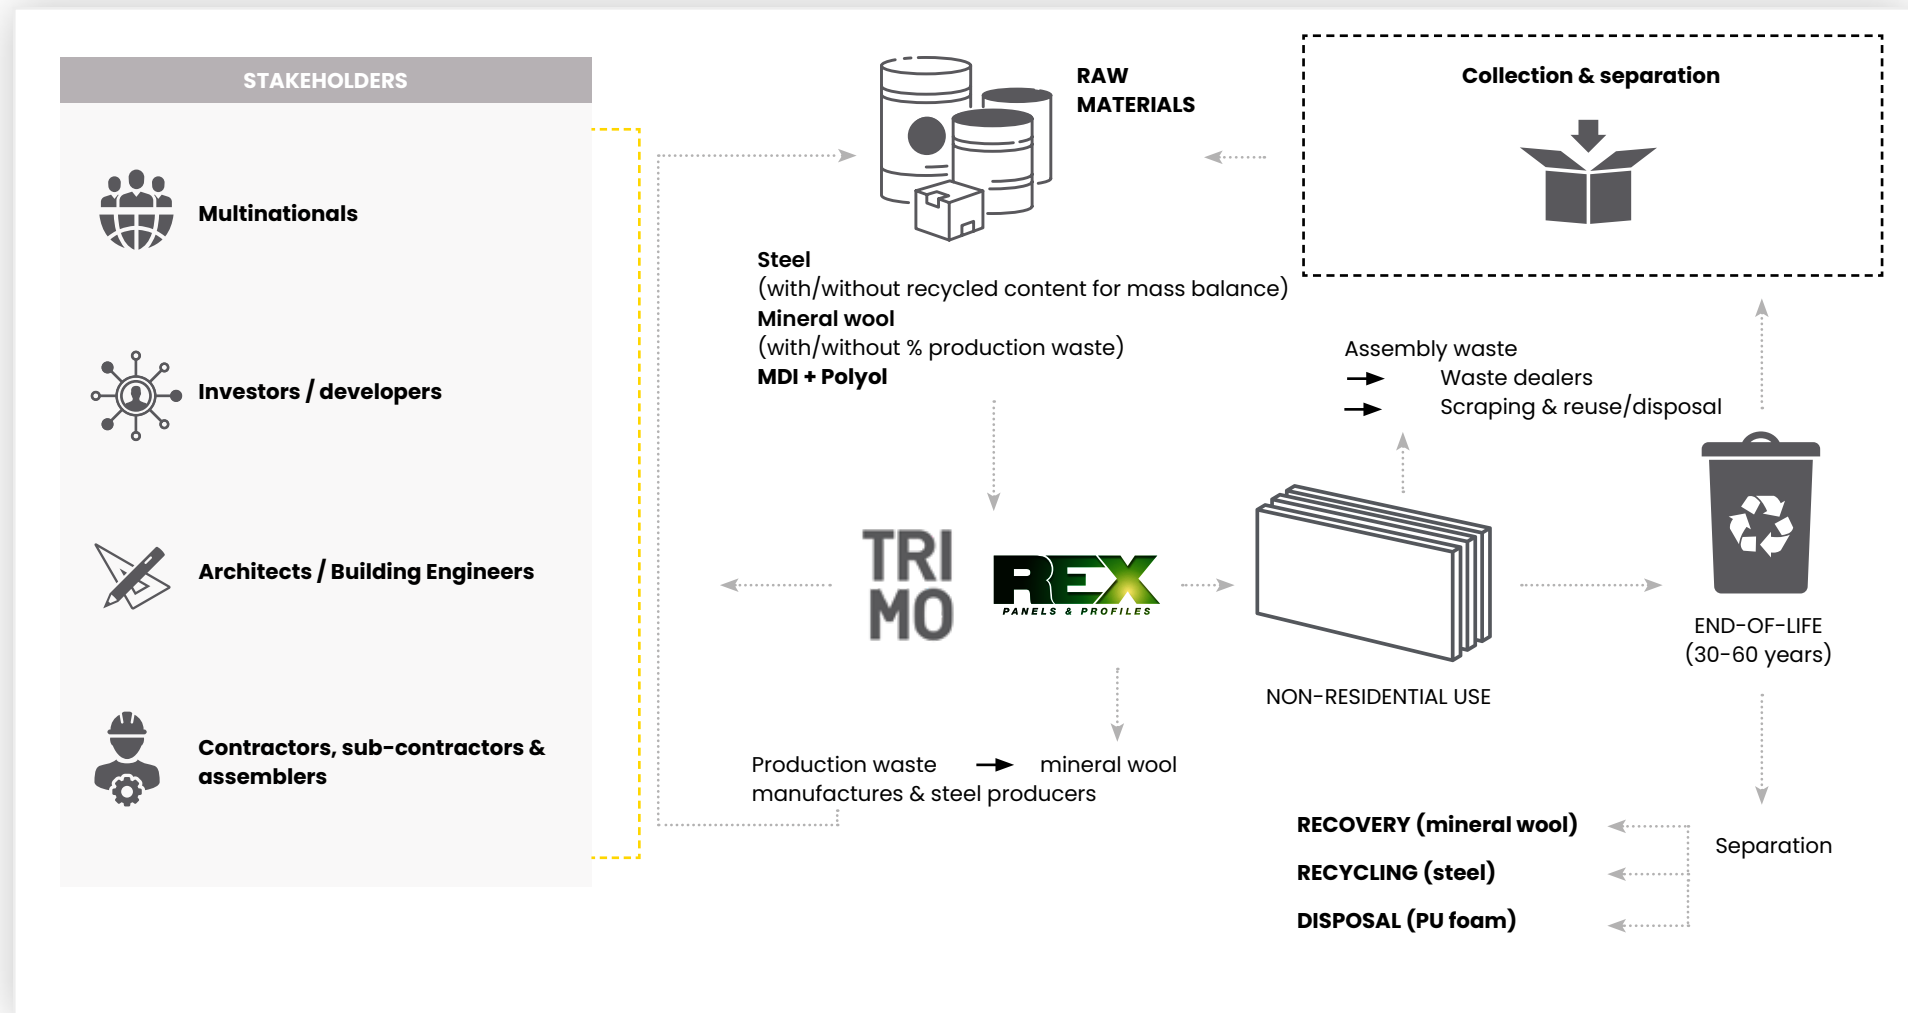 STAKEHOLDERS
Multinationals
Investors / developers
Architects / Building Engineers
Contractors, sub-contractors &
assemblers
RAW
MATERIALS
Steel
(with/without recycled content for mass balance)
Mineral wool
(with/without % production waste)
MDI + Polyol
TRI
MO
REX
PANELS & PROFILES
Production waste mineral wool
manufactures & steel producers
Collection & separation
Assembly waste
Waste dealers
Scraping & reuse/disposal
NON-RESIDENTIAL USE
END-OF-LIFE
(30-60 years)
Separation
RECOVERY (mineral wool)
RECYCLING (steel)
DISPOSAL (PU foam)